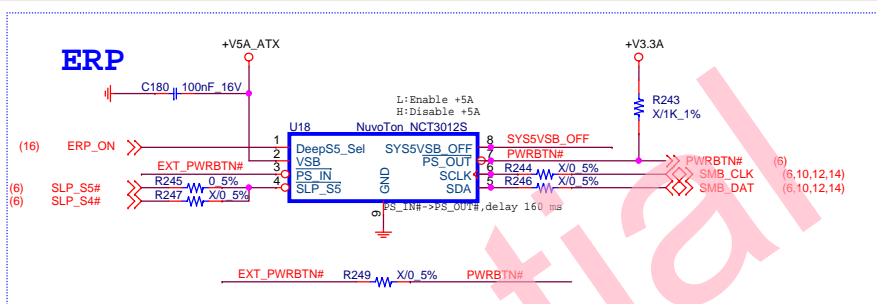 +V5A_ATX
+V3.3A
ERP
C180 100nF_16V
L:Enable +5A
H:Disable +5A
R243
X/1K_1%
U18 NuvoTon_NCT3012S
(16) ERP_ON 1 DeepS5_Sel SYS5VSB_OFF 8 SYS5VSB_OFF
2 VSB PS_OUT 7 PWRBTN# PWRBTN# (6)
EXT_PWRBTN# 3 PS_IN SCLK 6 R244 X/0_5% SMB_CLK (6,10,12,14)
(6) SLP_S5# R245 0_5% 4 SLP_S5 SDA 5 R246 X/0_5% SMB_DAT (6,10,12,14)
(6) SLP_S4# R247 X/0_5%
GND
9
PS_IN#->PS_OUT#,delay 160 ms
EXT_PWRBTN# R249 X/0_5% PWRBTN#
tial